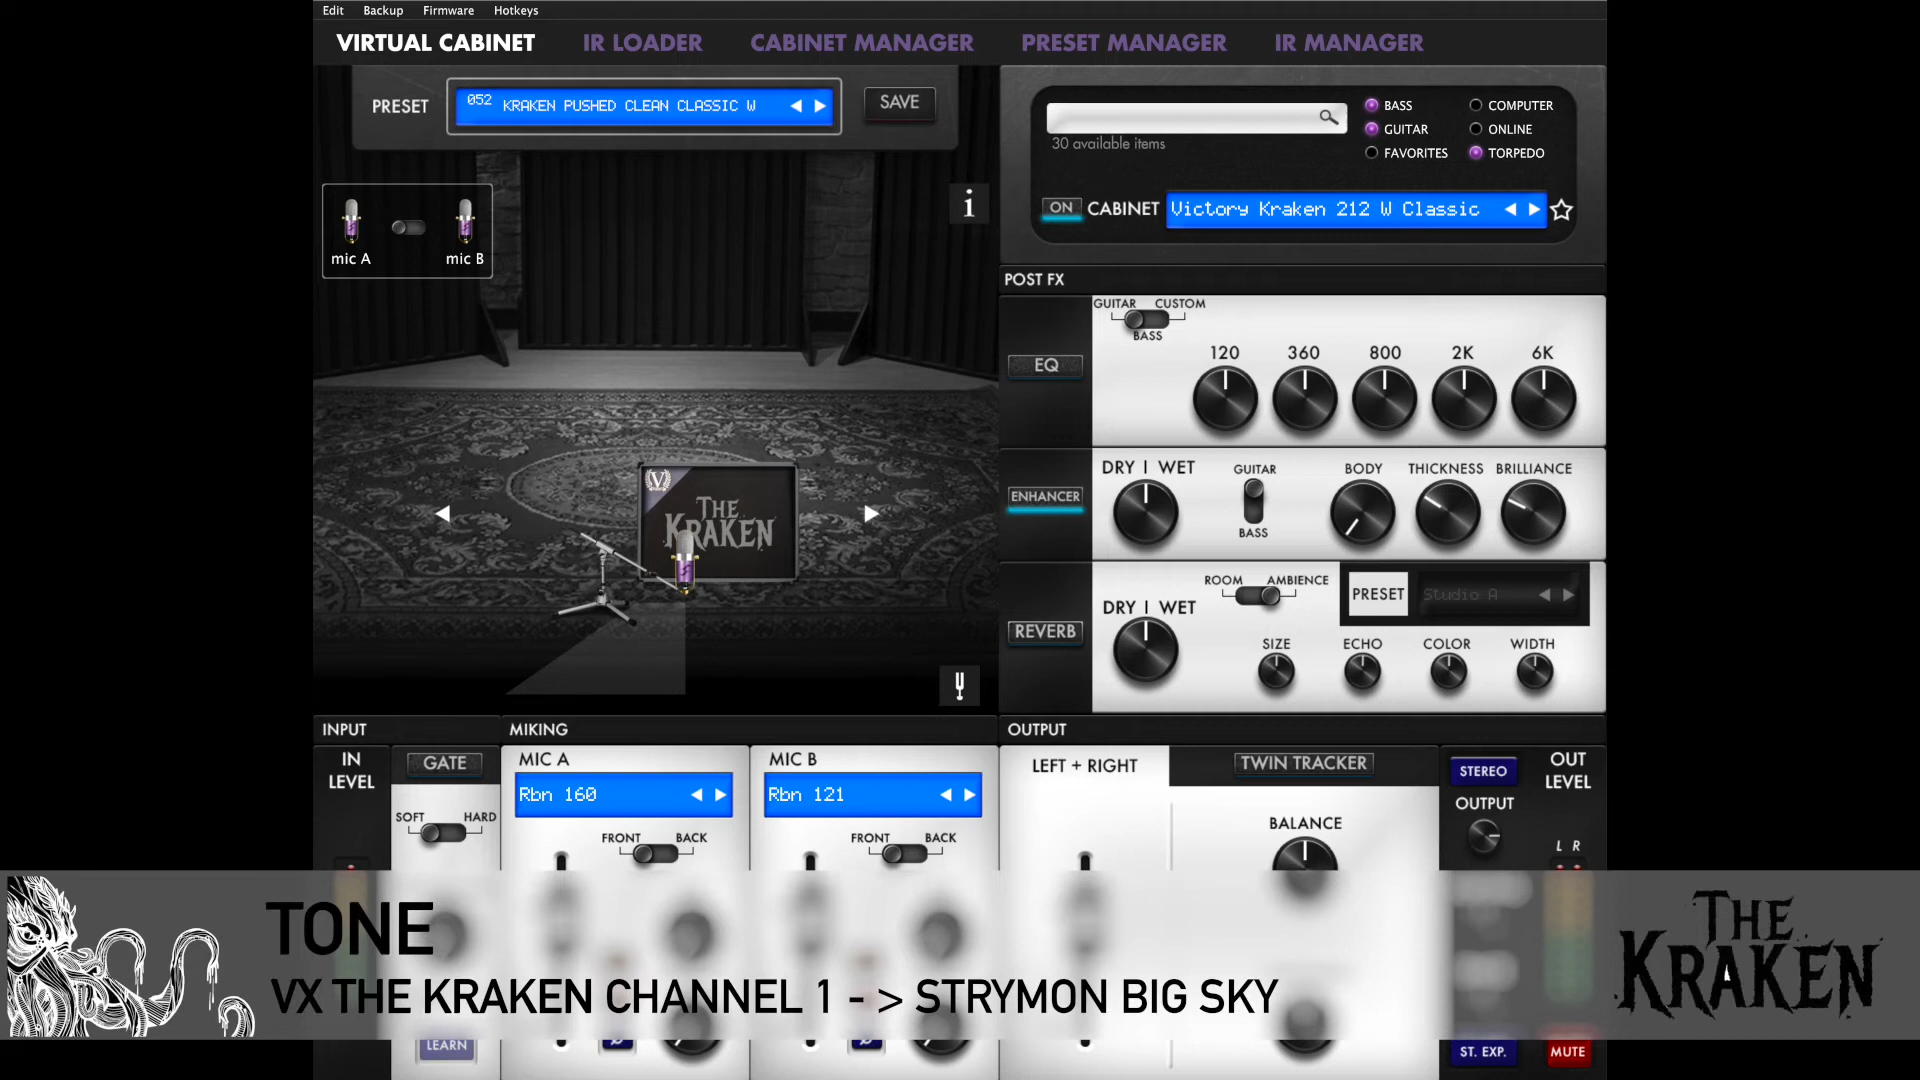 Edit Backup Firmware Hotkeys
VIRTUAL CABINET IR LOADER CABINET MANAGER PRESET MANAGER IR MANAGER
PRESET 052 KRAKEN PUSHED CLEAN CLASSIC W SAVE
mic A mic B
i
THE
KRAKEN
V
30 available items
BASS COMPUTER
GUITAR ONLINE
FAVORITES TORPEDO
ON CABINET Victory Kraken 212 W Classic
POST FX
GUITAR CUSTOM
BASS
EQ
120 360 800 2K 6K
ENHANCER
DRY | WET
GUITAR
BASS
BODY THICKNESS BRILLIANCE
REVERB
DRY | WET
ROOM AMBIENCE
PRESET Studio A
SIZE ECHO COLOR WIDTH
INPUT
IN
LEVEL
GATE
SOFT HARD
LEARN
MIKING
MIC A
Rbn 160
FRONT BACK
MIC B
Rbn 121
FRONT BACK
OUTPUT
LEFT + RIGHT
TWIN TRACKER
BALANCE
STEREO
OUTPUT
OUT
LEVEL
L R
ST. EXP.
MUTE
TONE
VX THE KRAKEN CHANNEL 1 - > STRYMON BIG SKY
THE
KRAKEN